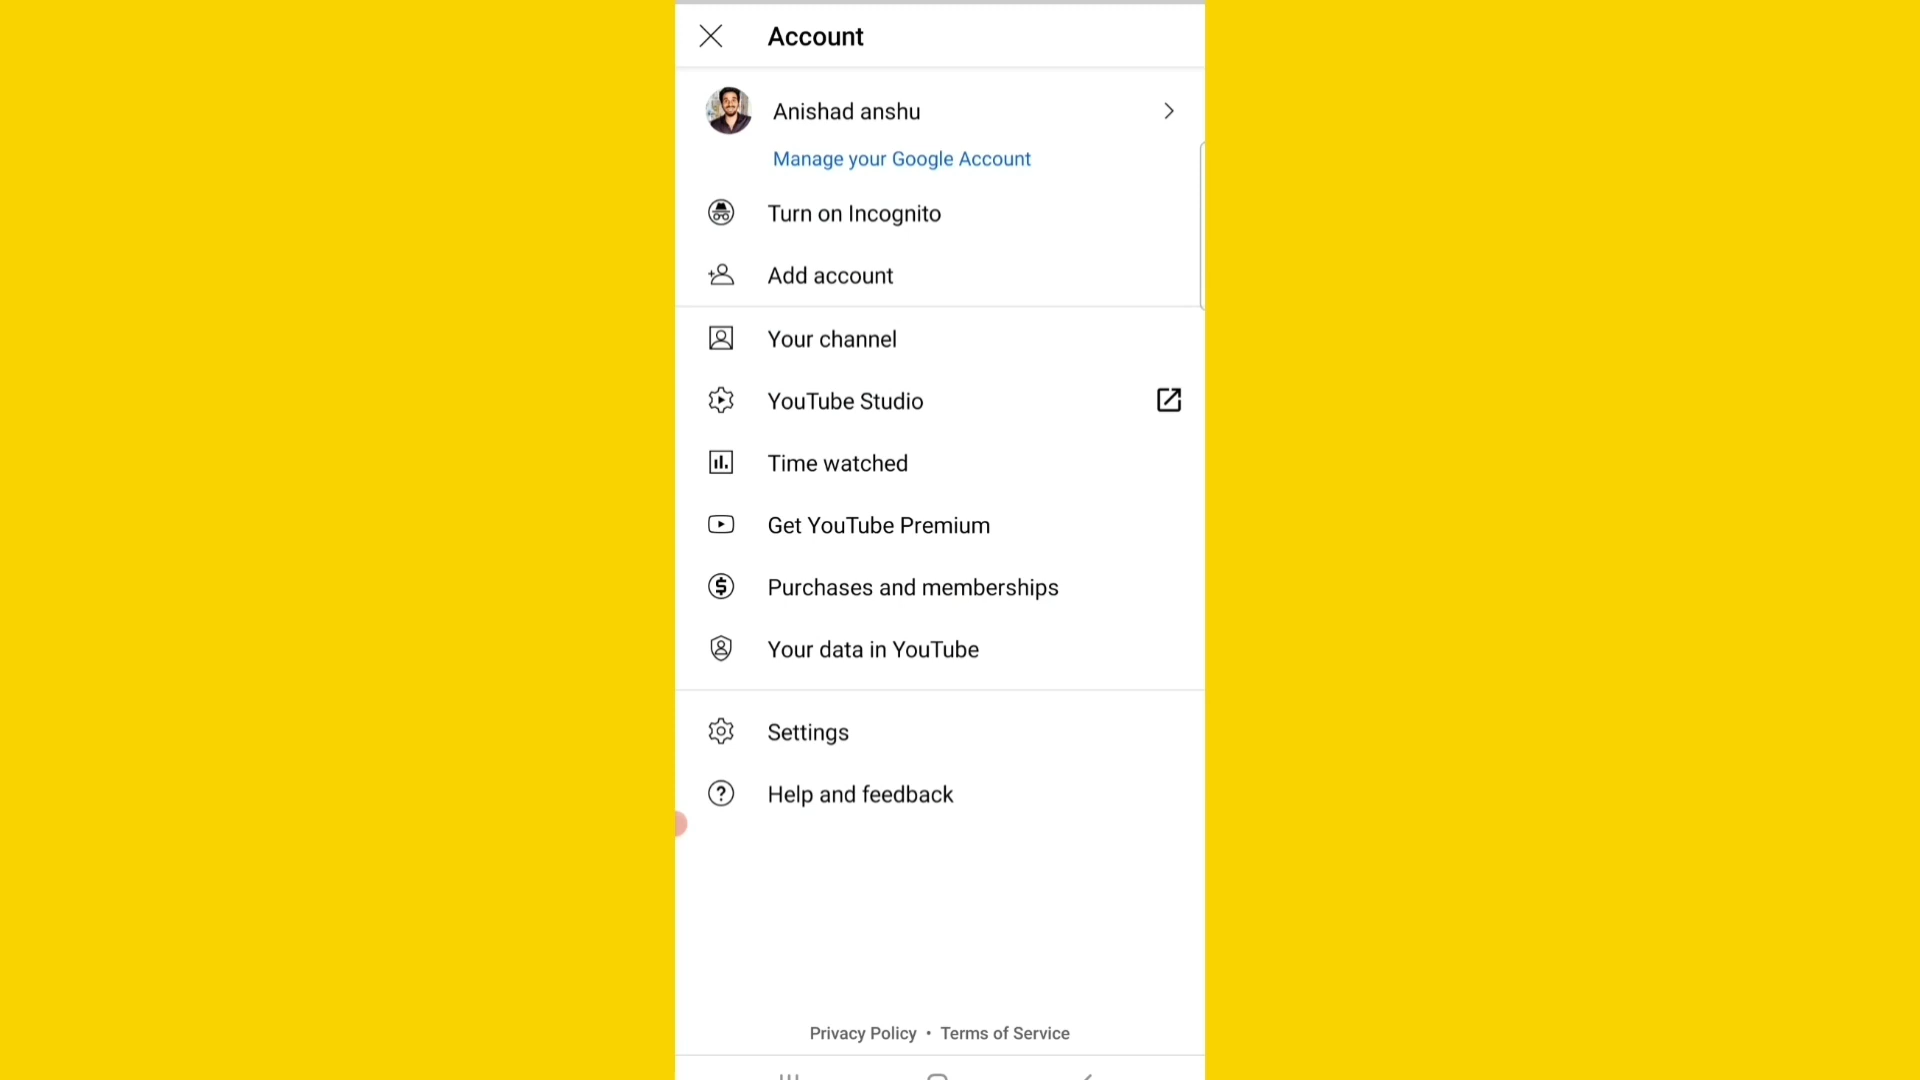 Account
Anishad anshu
Manage your Google Account
Turn on Incognito
Add account
Your channel
YouTube Studio
Time watched
Get YouTube Premium
Purchases and memberships
Your data in YouTube
Settings
Help and feedback
Privacy Policy • Terms of Service